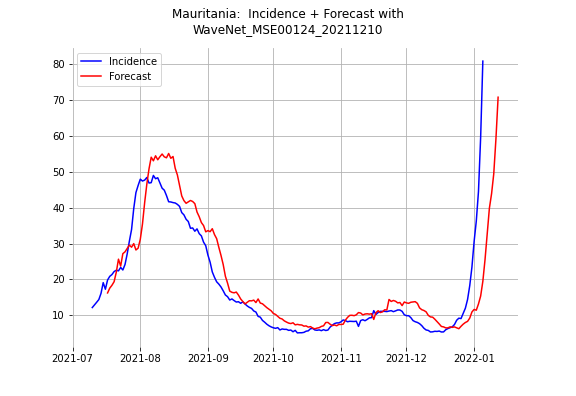 Mauritania:  Incidence + Forecast with
WaveNet_MSE00124_20211210
Incidence
Forecast
80
70
60
50
40
30
20
10
2021-07 2021-08 2021-09 2021-10 2021-11 2021-12 2022-01